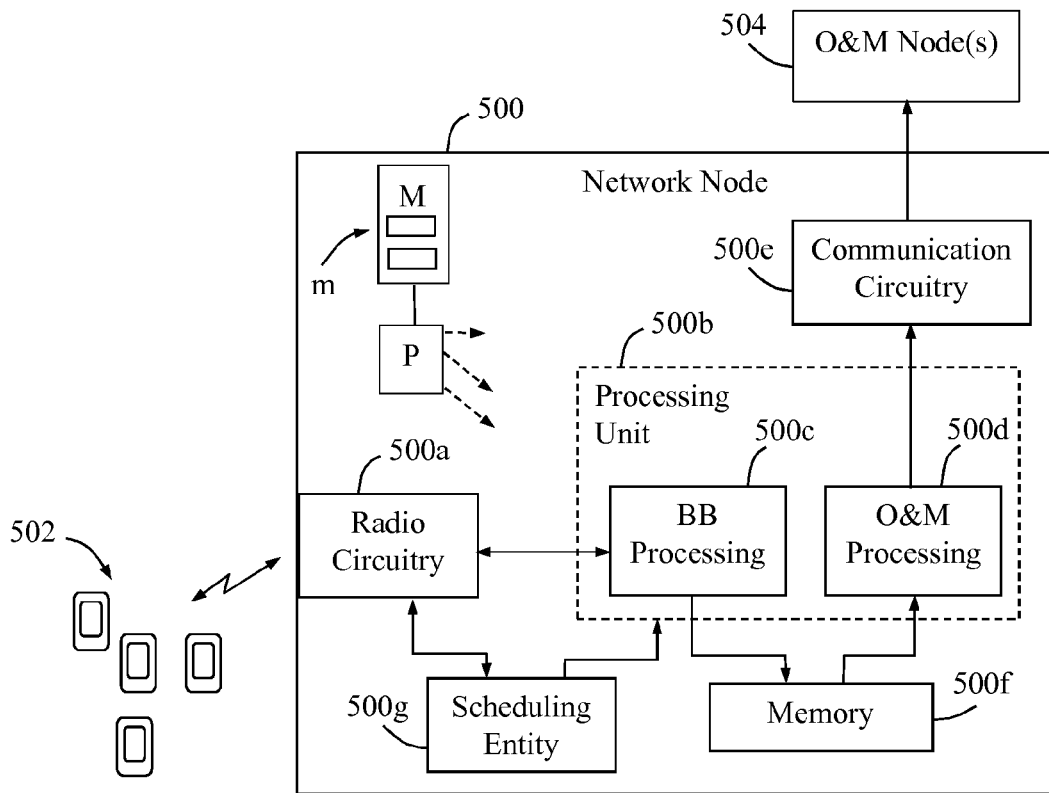 504
O&M Node(s)
500
Network Node
M
m
P
500e
Communication
Circuitry
500b
Processing
Unit
500a
500c
500d
Radio
Circuitry
BB
Processing
O&M
Processing
502
500g
Scheduling
Entity
Memory
500f